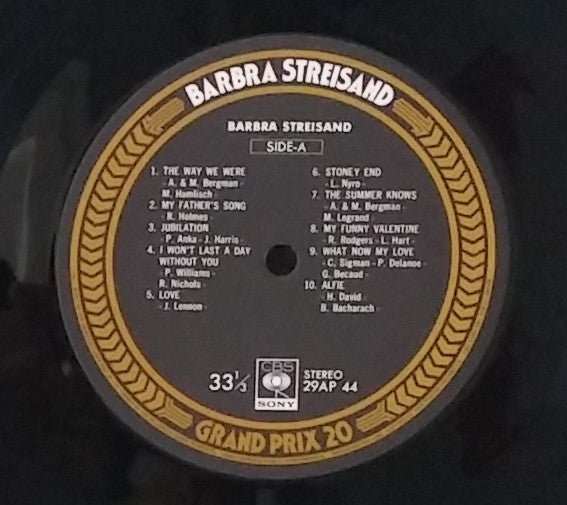 BARBRA STREISAND
BARBRA STREISAND
SIDE-A
1. THE WAY WE WERE
- A. & M. Bergman -
M. Hamlisch -
2. MY FATHER'S SONG
- R. Holmes -
3. JUBILATION
- P. Anka - J. Harris -
4. I WON'T LAST A DAY
WITHOUT YOU
- P. Williams -
R. Nichols -
5. LOVE
- J. Lennon -
6. STONEY END
- L. Nyro -
7. THE SUMMER KNOWS
- A. & M. Bergman -
M. Legrand -
8. MY FUNNY VALENTINE
- R. Rodgers - L. Hart -
9. WHAT NOW MY LOVE
- C. Sigman - P. Delanoe -
G. Becaud -
10. ALFIE
- H. David -
B. Bacharach -
33 1/3
CBS
SONY
STEREO
29AP 44
GRAND PRIX 20